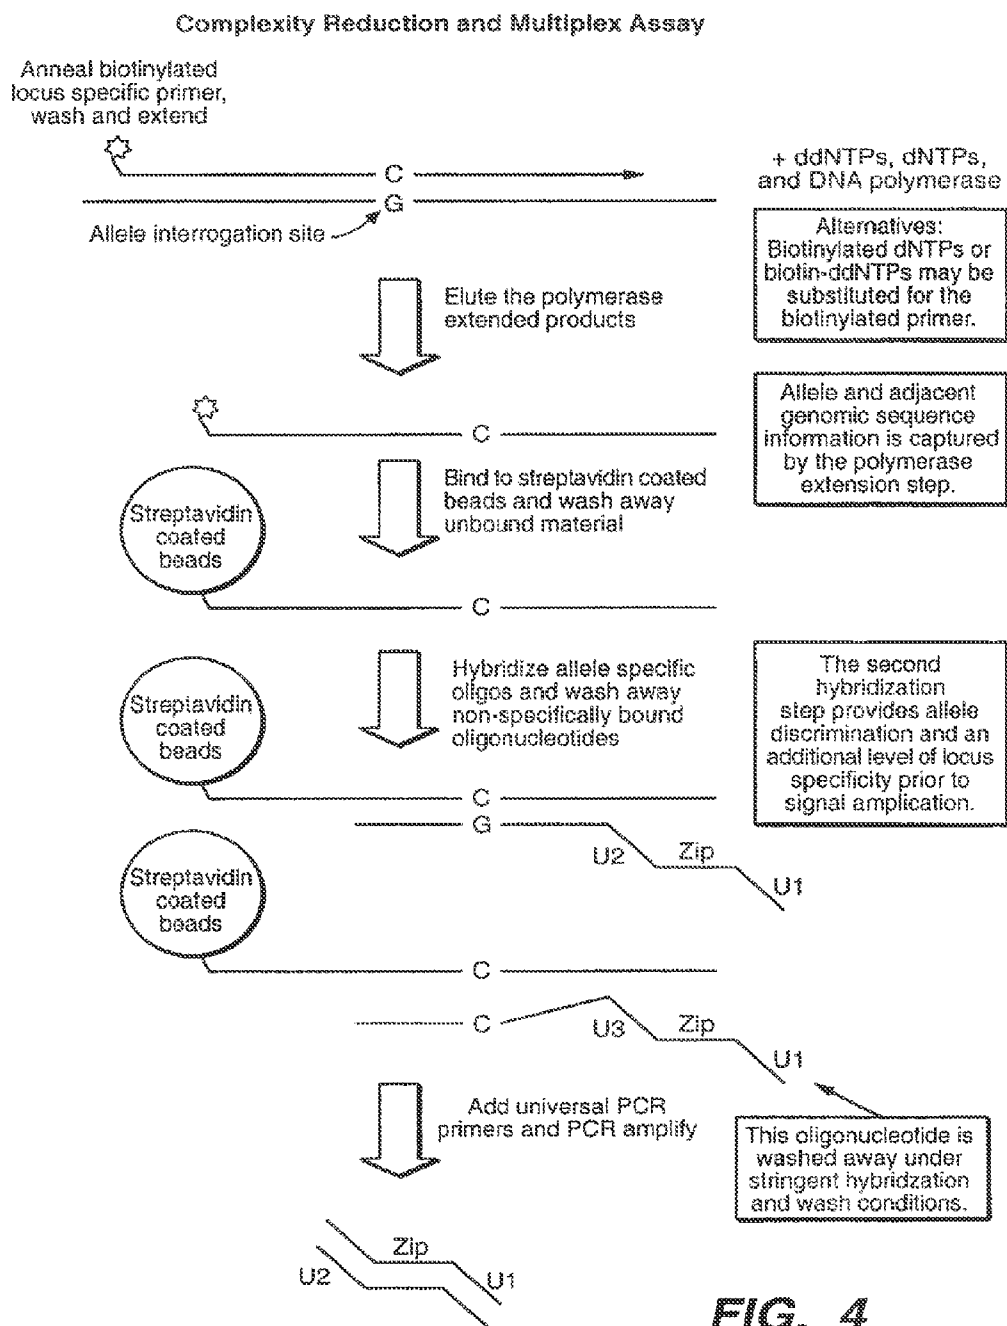 Complexity Reduction and Multiplex Assay
Anneal biotinylated
locus specific primer,
wash and extend
C
G
Allele interrogation site
+ ddNTPs, dNTPs,
and DNA polymerase
Alternatives:
Biotinylated dNTPs or
biotin-ddNTPs may be
substituted for the
biotinylated primer.
Elute the polymerase
extended products
C
Allele and adjacent
genomic sequence
information is captured
by the polymerase
extension step.
Bind to streptavidin coated
beads and wash away
unbound material
Streptavidin
coated
beads
C
Hybridize allele specific
oligos and wash away
non-specifically bound
oligonucleotides
The second
hybridization
step provides allele
discrimination and an
additional level of locus
specificity prior to
signal amplication.
Streptavidin
coated
beads
C
G
U2
Zip
U1
Streptavidin
coated
beads
C
C
U3
Zip
U1
Add universal PCR
primers and PCR amplify
This oligonucleotide is
washed away under
stringent hybridzation
and wash conditions.
Zip
U2
U1
FIG. 4